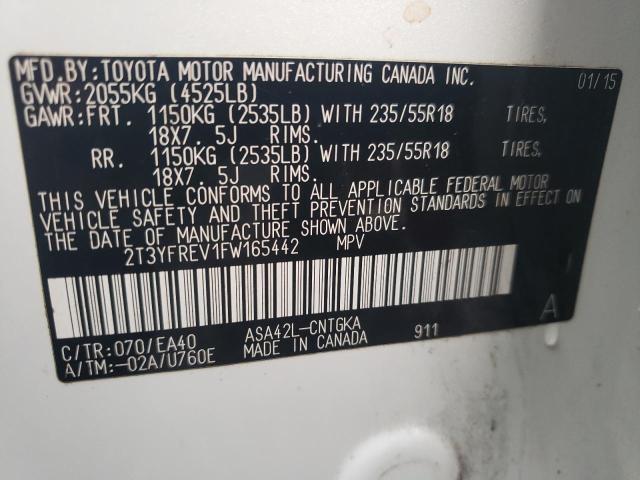 MFD.BY:TOYOTA MOTOR MANUFACTURING CANADA INC. 01/15
GVWR:2055KG (4525LB)
GAWR:FRT. 1150KG (2535LB) WITH 235/55R18 TIRES,
18X7.5J RIMS.
RR. 1150KG (2535LB) WITH 235/55R18 TIRES,
18X7.5J RIMS.
THIS VEHICLE CONFORMS TO ALL APPLICABLE FEDERAL MOTOR
VEHICLE SAFETY AND THEFT PREVENTION STANDARDS IN EFFECT ON
THE DATE OF MANUFACTURE SHOWN ABOVE.
2T3YFREV1FW165442 MPV
A
C/TR:070/EA40 ASA42L-CNTGKA 911
A/TM:-02A/U760E MADE IN CANADA